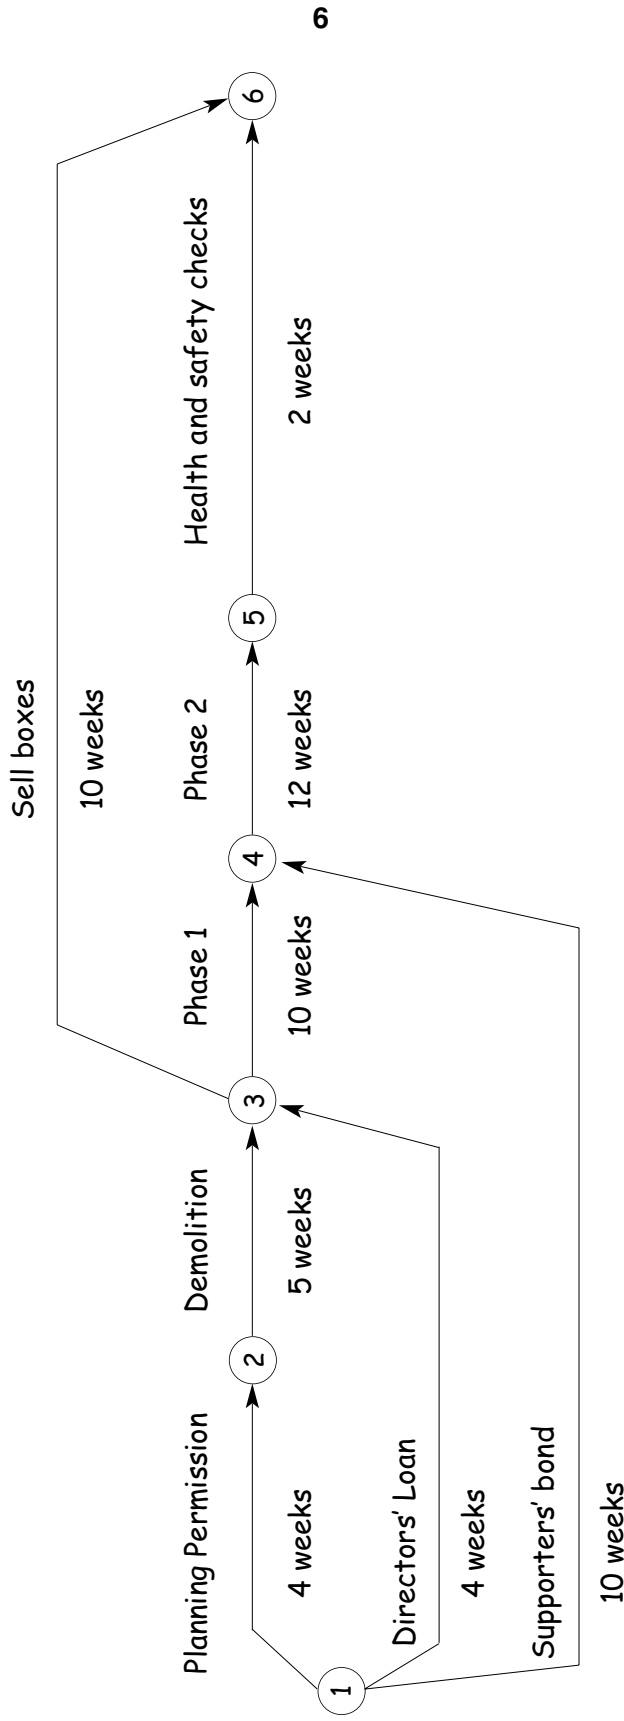 6
Sell boxes
10 weeks
Planning Permission
4 weeks
Demolition
5 weeks
Phase 1
10 weeks
Phase 2
12 weeks
Health and safety checks
2 weeks
Directors' Loan
4 weeks
Supporters' bond
10 weeks
1
2
3
4
5
6